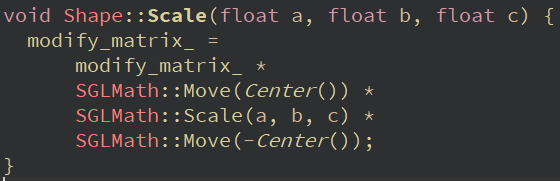 void Shape::Scale(float a, float b, float c) {
  modify_matrix_ =
      modify_matrix_ *
      SGLMath::Move(Center()) *
      SGLMath::Scale(a, b, c) *
      SGLMath::Move(-Center());
}